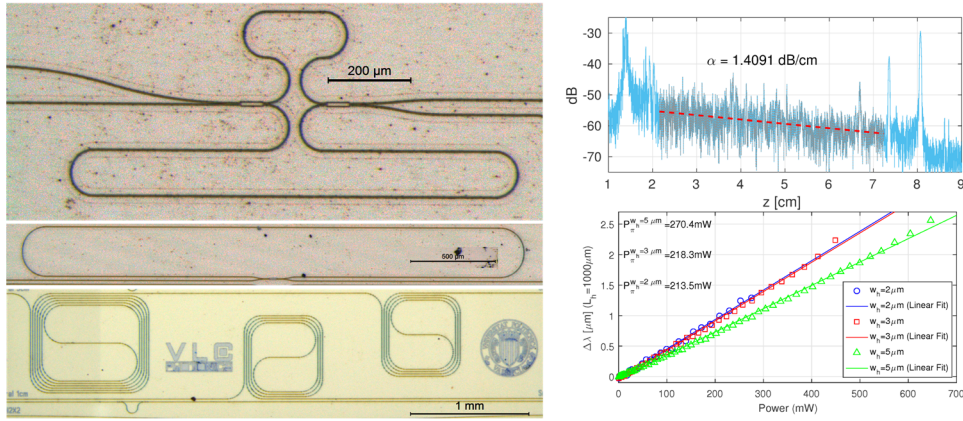 200 µm
500 µm
VLC
1 mm
-30
-40
-50
-60
-70
dB
α = 1.4091 dB/cm
1 2 3 4 5 6 7 8 9
z [cm]
2.5
2
1.5
1
0.5
0
Δλ [µm] (L_h=1000µm)
P_π^{w_h=5 µm}=270.4mW
P_π^{w_h=3 µm}=218.3mW
P_π^{w_h=2 µm}=213.5mW
w_h=2µm
w_h=2µm (Linear Fit)
w_h=3µm
w_h=3µm (Linear Fit)
w_h=5µm
w_h=5µm (Linear Fit)
0 100 200 300 400 500 600 700
Power (mW)